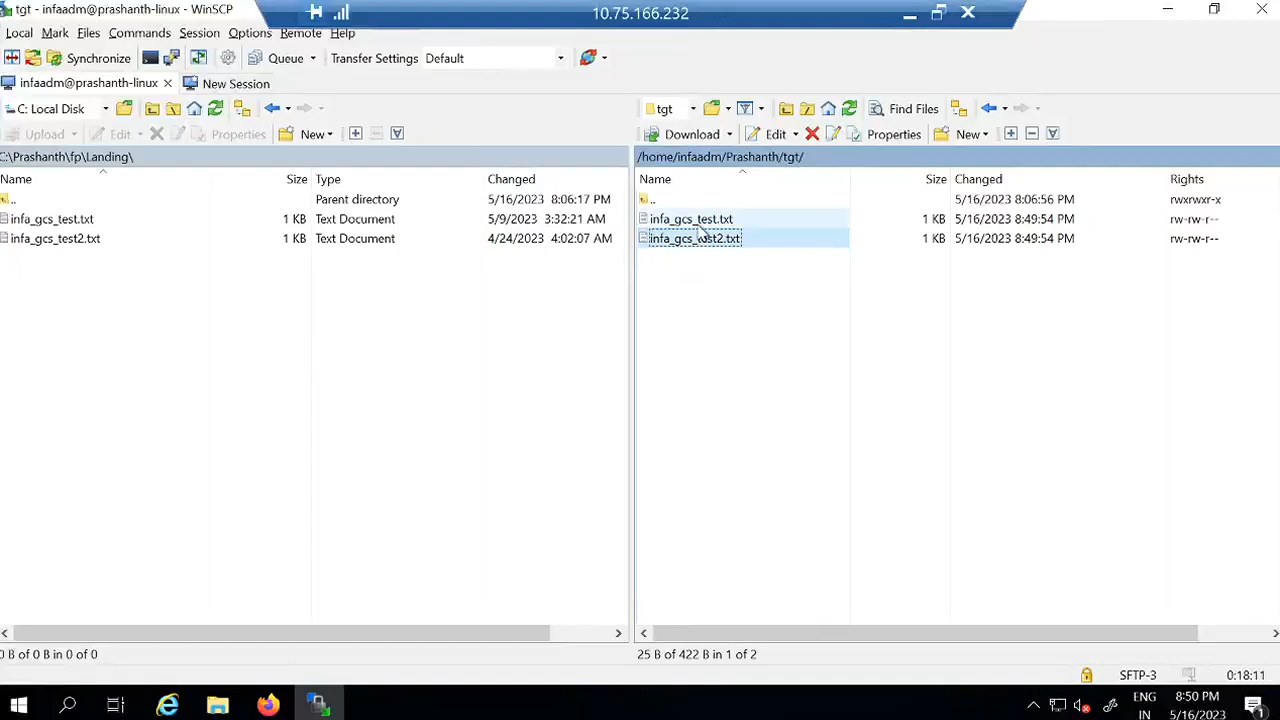 tgt - infaadm@prashanth-linux - WinSCP
10.75.166.232
Local Mark Files Commands Session Options Remote Help
Synchronize Queue Transfer Settings Default
infaadm@prashanth-linux × New Session
C: Local Disk
tgt Find Files
Upload Edit Properties New
Download Edit Properties New
C:\Prashanth\fp\Landing\
/home/infaadm/Prashanth/tgt/
Name Size Type Changed
.. Parent directory 5/16/2023 8:06:17 PM
infa_gcs_test.txt 1 KB Text Document 5/9/2023 3:32:21 AM
infa_gcs_test2.txt 1 KB Text Document 4/24/2023 4:02:07 AM
Name Size Changed Rights
.. 5/16/2023 8:06:56 PM rwxrwxr-x
infa_gcs_test.txt 1 KB 5/16/2023 8:49:54 PM rw-rw-r--
infa_gcs_test2.txt 1 KB 5/16/2023 8:49:54 PM rw-rw-r--
0 B of 0 B in 0 of 0
25 B of 422 B in 1 of 2
SFTP-3 0:18:11
ENG
IN
8:50 PM
5/16/2023
1